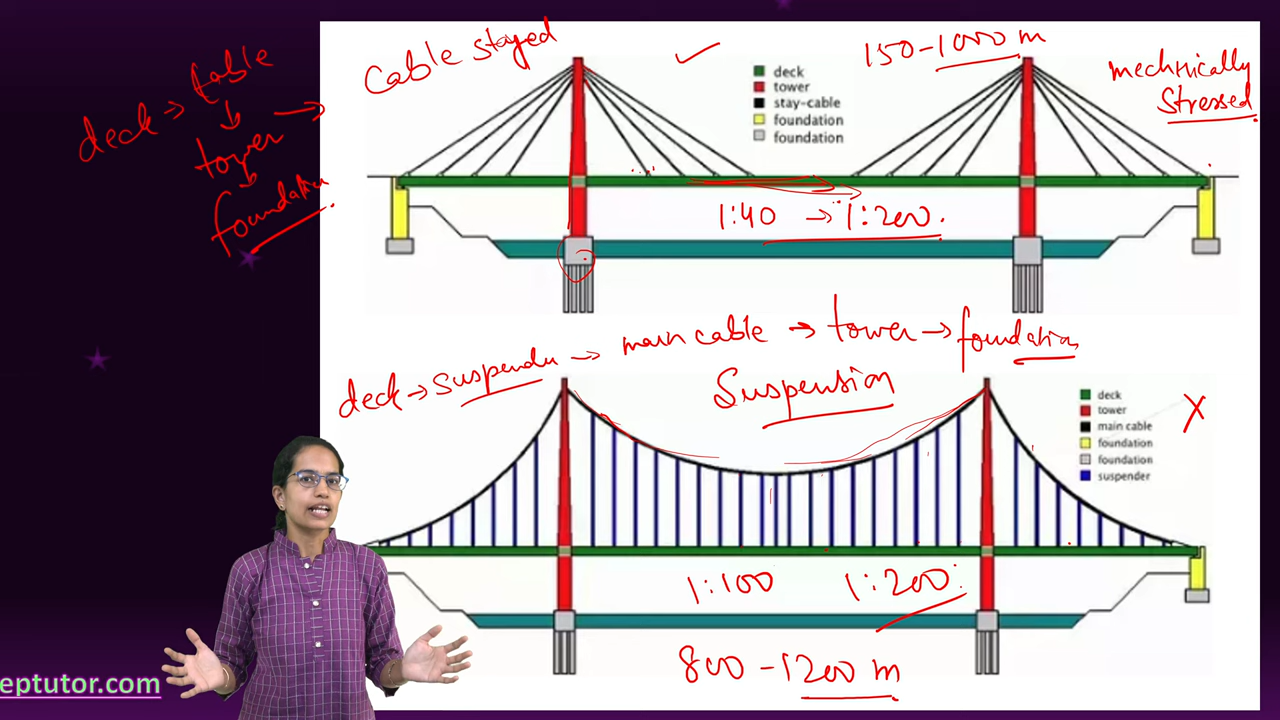 deck → cable
↓
tower →
↓
foundation
Cable stayed
✓
150-1000 m
mechnically
stressed
deck
tower
stay-cable
foundation
foundation
1:40 → 1:200
deck → suspender → main cable → tower → foundation
Suspension
X
deck
tower
main cable
foundation
foundation
suspender
1:100 1:200
800 - 1200 m
eptutor.com